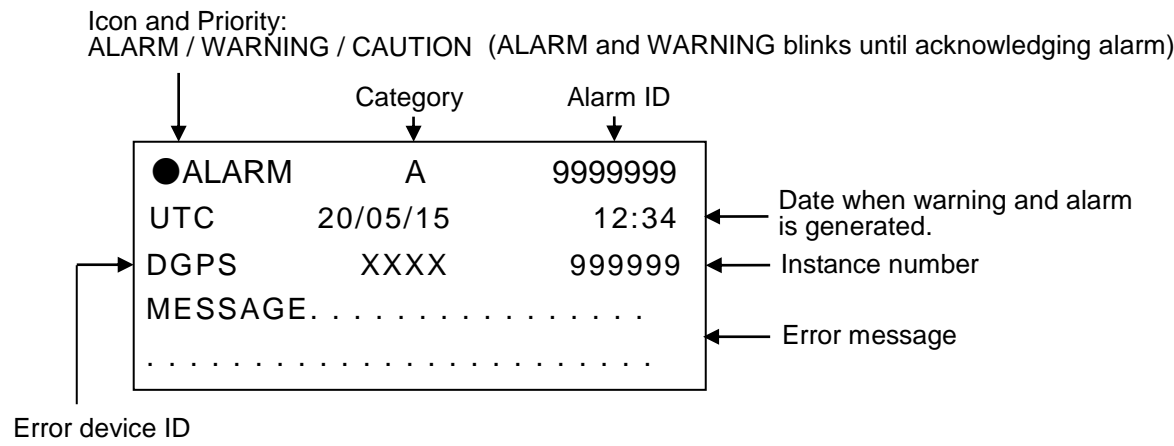 Icon and Priority:
ALARM / WARNING / CAUTION (ALARM and WARNING blinks until acknowledging alarm)
Category Alarm ID
●ALARM A 9999999
UTC 20/05/15 12:34
Date when warning and alarm
is generated.
DGPS XXXX 999999
Instance number
MESSAGE. . . . . . . . . . . . . . . .
. . . . . . . . . . . . . . . . . . . . . . . .
Error message
Error device ID